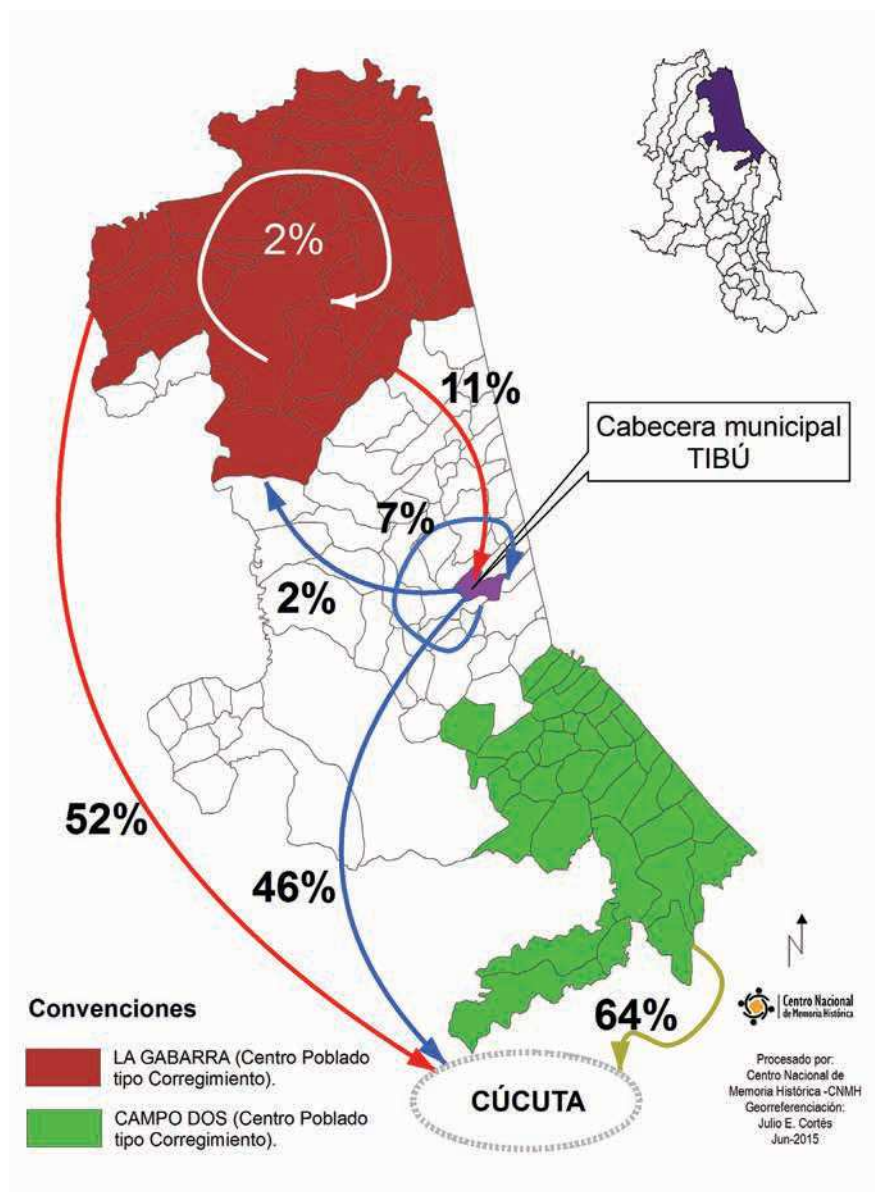 2%
11%
Cabecera municipal
TIBÚ
7%
2%
52%
46%
64%
CÚCUTA
Convenciones
LA GABARRA (Centro Poblado
tipo Corregimiento).
CAMPO DOS (Centro Poblado
tipo Corregimiento).
N
Centro Nacional
de Memoria Histórica
Procesado por:
Centro Nacional de
Memoria Histórica -CNMH
Georreferenciación:
Julio E. Cortés
Jun-2015